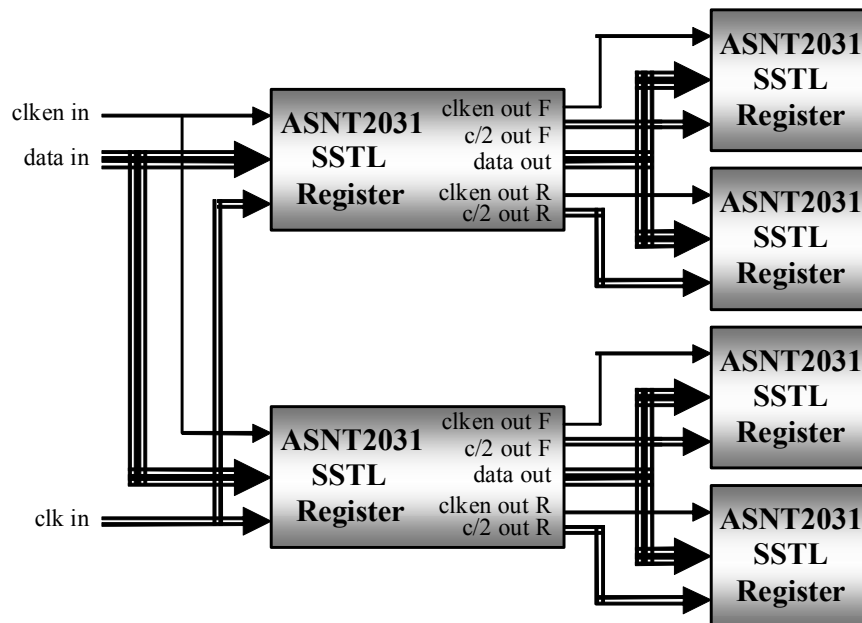 clken in
data in
clk in
ASNT2031
SSTL
Register
clken out F
c/2 out F
data out
clken out R
c/2 out R
ASNT2031
SSTL
Register
ASNT2031
SSTL
Register
ASNT2031
SSTL
Register
clken out F
c/2 out F
data out
clken out R
c/2 out R
ASNT2031
SSTL
Register
ASNT2031
SSTL
Register